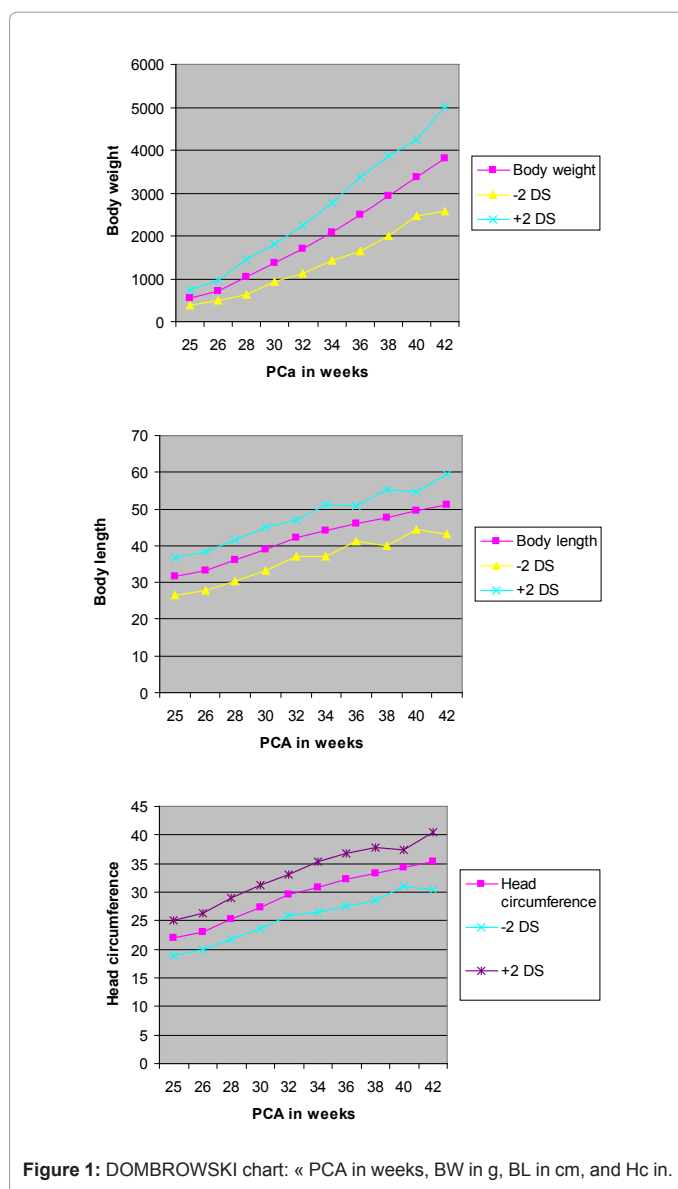 6000
5000
4000
3000
2000
1000
0
Body weight
25 26 28 30 32 34 36 38 40 42
PCa in weeks
Body weight
-2 DS
+2 DS
70
60
50
40
30
20
10
0
Body length
25 26 28 30 32 34 36 38 40 42
PCA in weeks
Body length
-2 DS
+2 DS
45
40
35
30
25
20
15
10
5
0
Head circumference
25 26 28 30 32 34 36 38 40 42
PCA in weeks
Head
circumference
-2 DS
+2 DS
Figure 1: DOMBROWSKI chart: « PCA in weeks, BW in g, BL in cm, and Hc in.